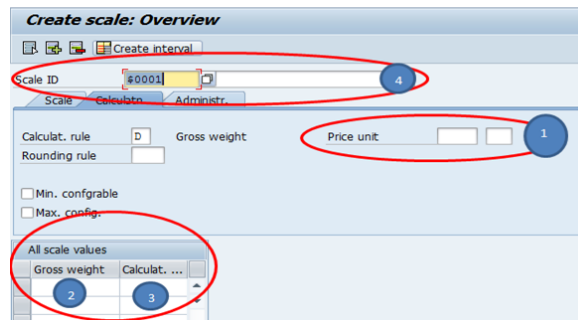 Create scale: Overview
Create interval
Scale ID $0001 4
Scale Calculatn Administr.
Calculat. rule D Gross weight Price unit 1
Rounding rule
Min. confgrable
Max. config.
All scale values
Gross weight Calculat. ...
2 3